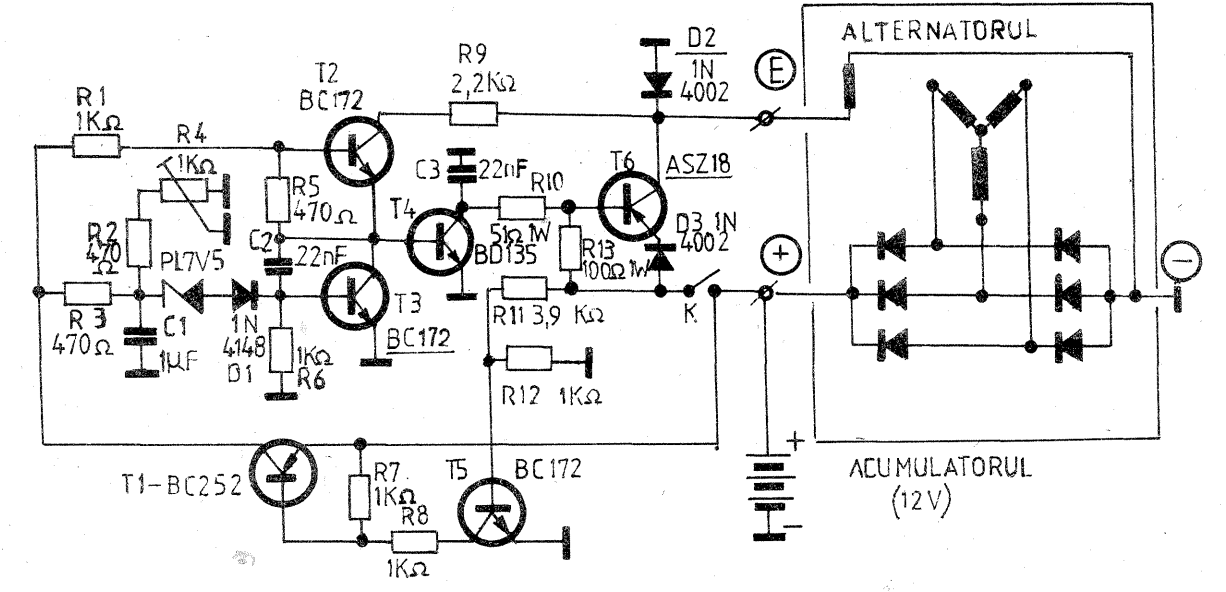 R1
1KΩ
R4
1KΩ
T2
BC172
R9
2,2KΩ
D2
1N
4002
E
ALTERNATORUL
R5
470Ω
C3
22nF
R10
51Ω 1W
T6
ASZ18
T4
BD135
D3.1N
4002
R2
470
Ω
PL7V5
C2
22nF
R13
100Ω 1W
+
−
R3
470Ω
C1
1µF
1N
4148
D1
1KΩ
R6
T3
BC172
R11 3,9 KΩ
K
R12 1KΩ
T1-BC252
R7
1KΩ
R8
1KΩ
T5
BC172
+
−
ACUMULATORUL
(12V)